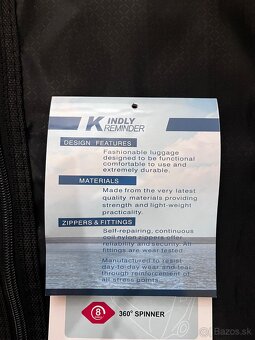 KINDLY
REMINDER
DESIGN FEATURES
Fashionable luggage
designed to be functional
comfortable to use and
extremely durable.
MATERIALS
Made from the very latest
quality materials providing
strength and light-weight
practicality.
ZIPPERS & FITTINGS
Self-repairing, continuous
coil nylon zippers offer
reliability and security. All
fittings are wear tested.
Manufactured to resist
day-to-day wear and-tear
through reinforcement of
all stress points.
8
360° SPINNER
Bazos.sk